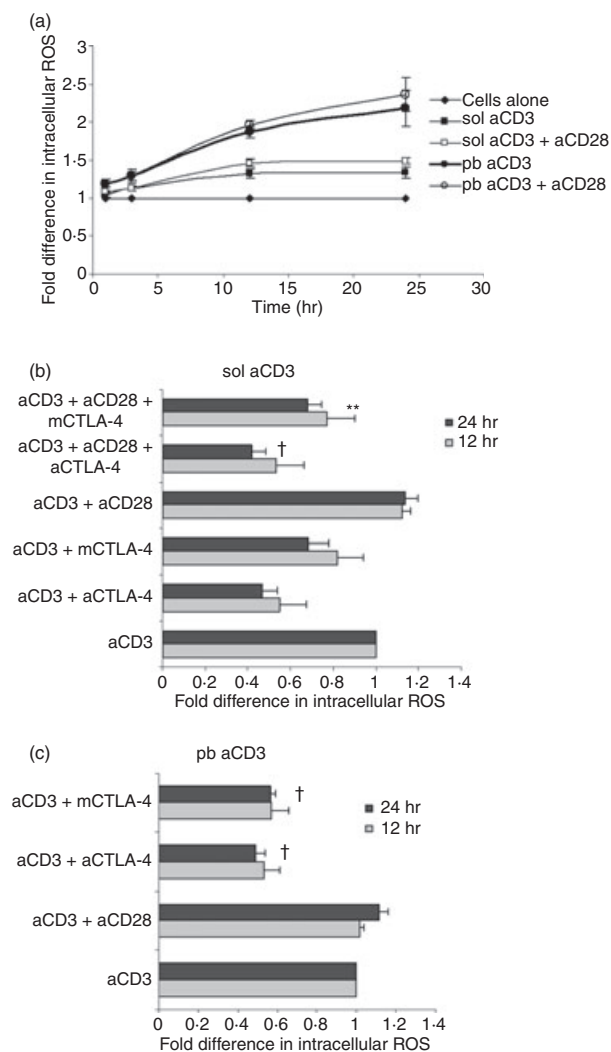 (a)
Fold difference in intracellular ROS
3
2·5
2
1·5
1
0·5
0
0 5 10 15 20 25 30
Time (hr)
Cells alone
sol aCD3
sol aCD3 + aCD28
pb aCD3
pb aCD3 + aCD28
(b)
sol aCD3
aCD3 + aCD28 +
mCTLA-4
**
aCD3 + aCD28 +
aCTLA-4
†
aCD3 + aCD28
aCD3 + mCTLA-4
aCD3 + aCTLA-4
aCD3
24 hr
12 hr
0 0·2 0·4 0·6 0·8 1 1·2 1·4
Fold difference in intracellular ROS
(c)
pb aCD3
aCD3 + mCTLA-4
†
aCD3 + aCTLA-4
†
aCD3 + aCD28
aCD3
24 hr
12 hr
0 0·2 0·4 0·6 0·8 1 1·2 1·4
Fold difference in intracellular ROS